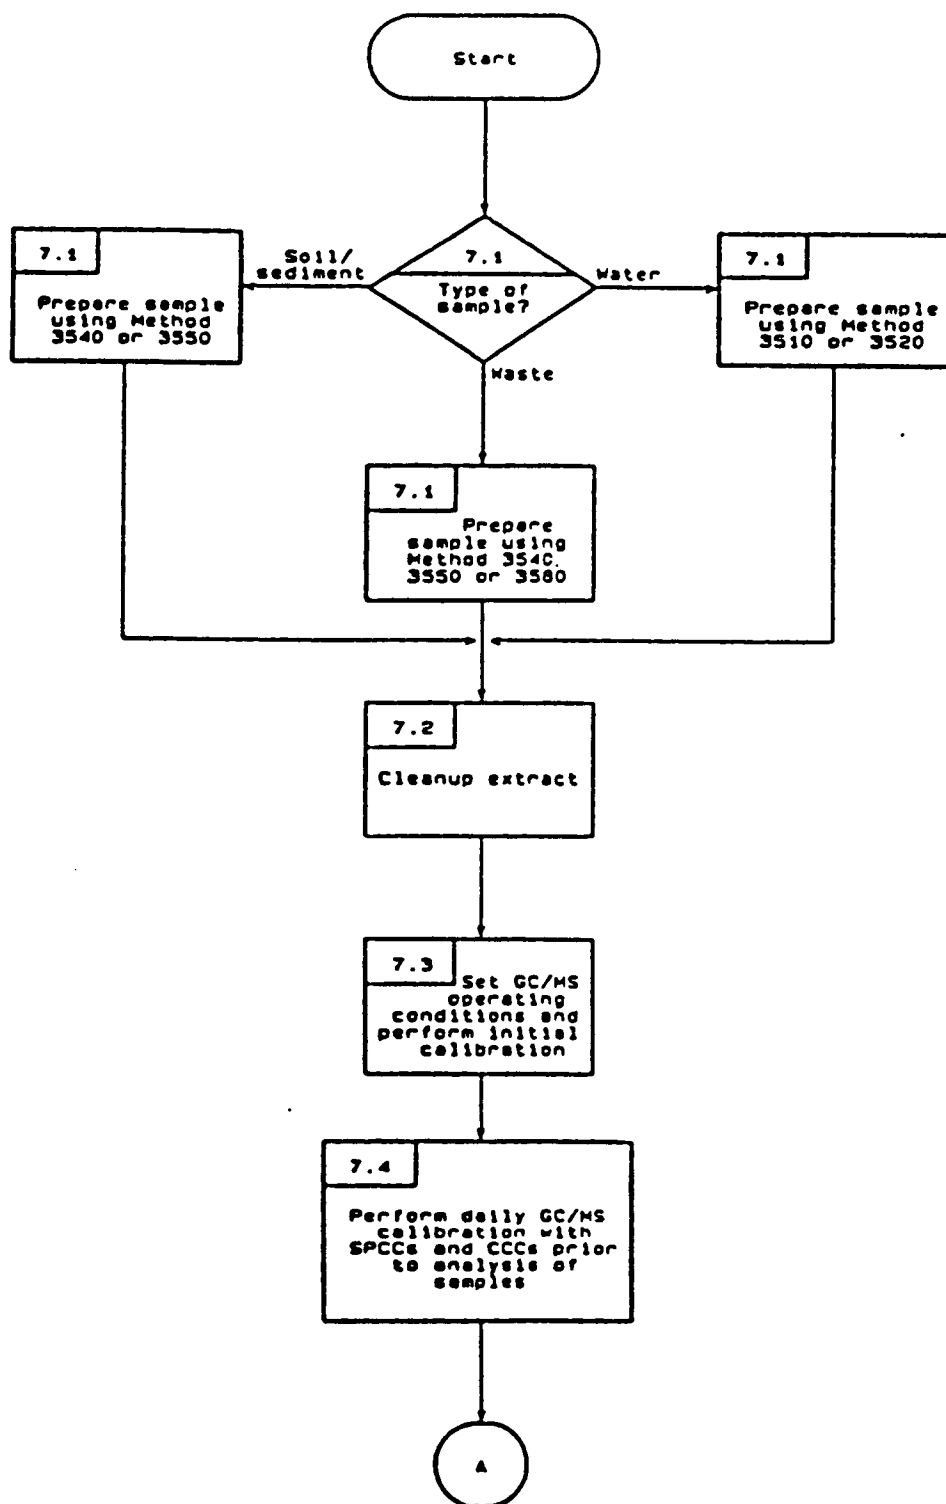 Start
7.1
Type of
sample?
Soil/
sediment
Water
Waste
7.1
Prepare sample
using Method
3540 or 3550
7.1
Prepare sample
using Method
3510 or 3520
7.1
Prepare
sample using
Method 3540,
3550 or 3580
7.2
Cleanup extract
7.3
Set GC/MS
operating
conditions and
perform initial
calibration
7.4
Perform daily GC/MS
calibration with
SPCCs and CCCs prior
to analysis of
samples
A